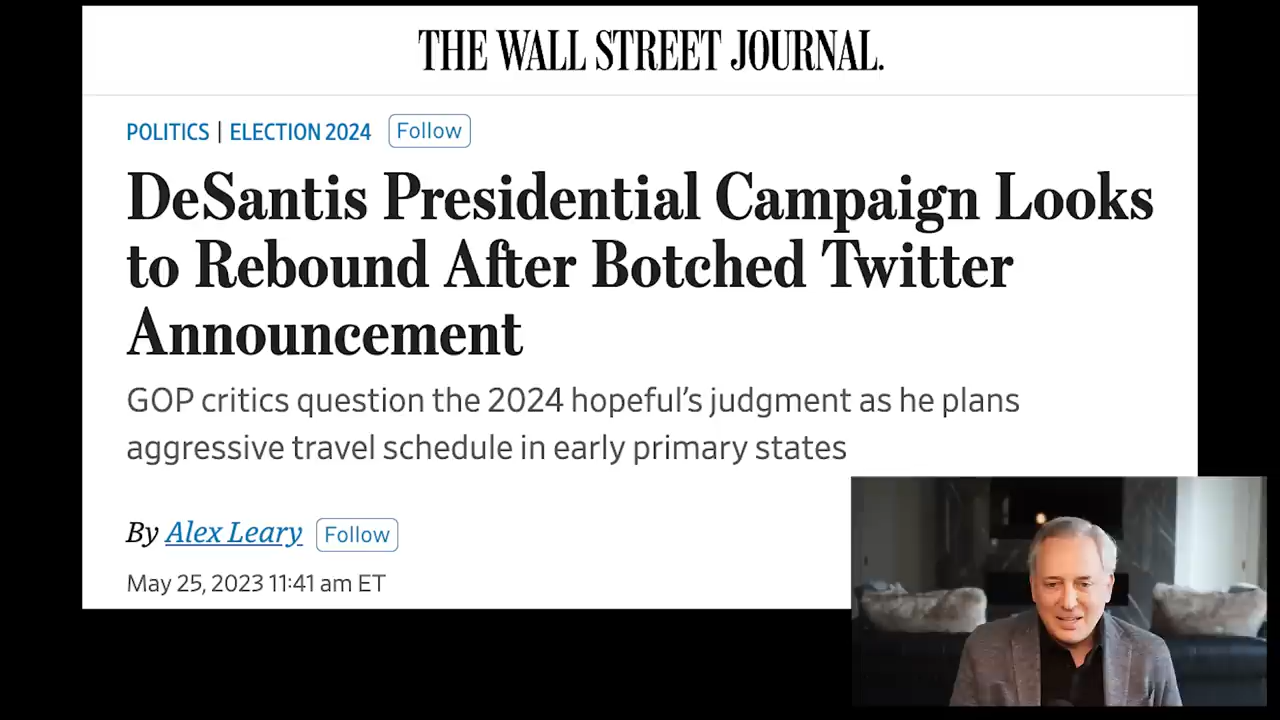 THE WALL STREET JOURNAL.
POLITICS | ELECTION 2024 Follow
DeSantis Presidential Campaign Looks
to Rebound After Botched Twitter
Announcement
GOP critics question the 2024 hopeful's judgment as he plans
aggressive travel schedule in early primary states
By Alex Leary Follow
May 25, 2023 11:41 am ET